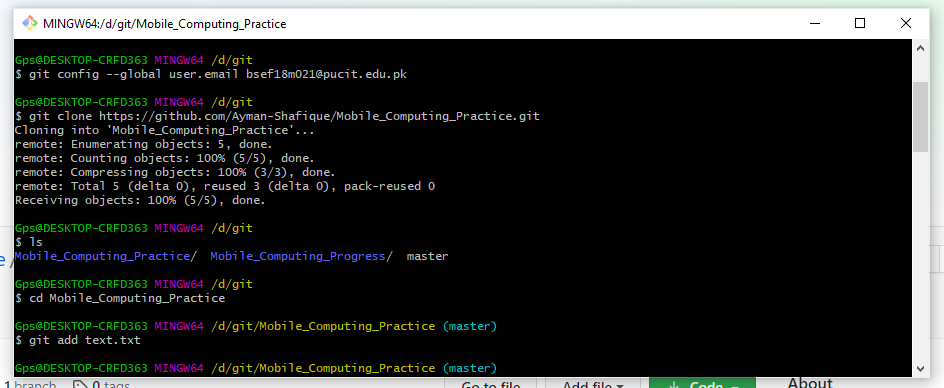 MINGW64:/d/git/Mobile_Computing_Practice
Gps@DESKTOP-CRFD363 MINGW64 /d/git
$ git config --global user.email bsef18m021@pucit.edu.pk
Gps@DESKTOP-CRFD363 MINGW64 /d/git
$ git clone https://github.com/Ayman-Shafique/Mobile_Computing_Practice.git
Cloning into 'Mobile_Computing_Practice'...
remote: Enumerating objects: 5, done.
remote: Counting objects: 100% (5/5), done.
remote: Compressing objects: 100% (3/3), done.
remote: Total 5 (delta 0), reused 3 (delta 0), pack-reused 0
Receiving objects: 100% (5/5), done.
Gps@DESKTOP-CRFD363 MINGW64 /d/git
$ ls
Mobile_Computing_Practice/  Mobile_Computing_Progress/  master
Gps@DESKTOP-CRFD363 MINGW64 /d/git
$ cd Mobile_Computing_Practice
Gps@DESKTOP-CRFD363 MINGW64 /d/git/Mobile_Computing_Practice (master)
$ git add text.txt
Gps@DESKTOP-CRFD363 MINGW64 /d/git/Mobile_Computing_Practice (master)
1 branch 0 tags Go to file Add file Code About